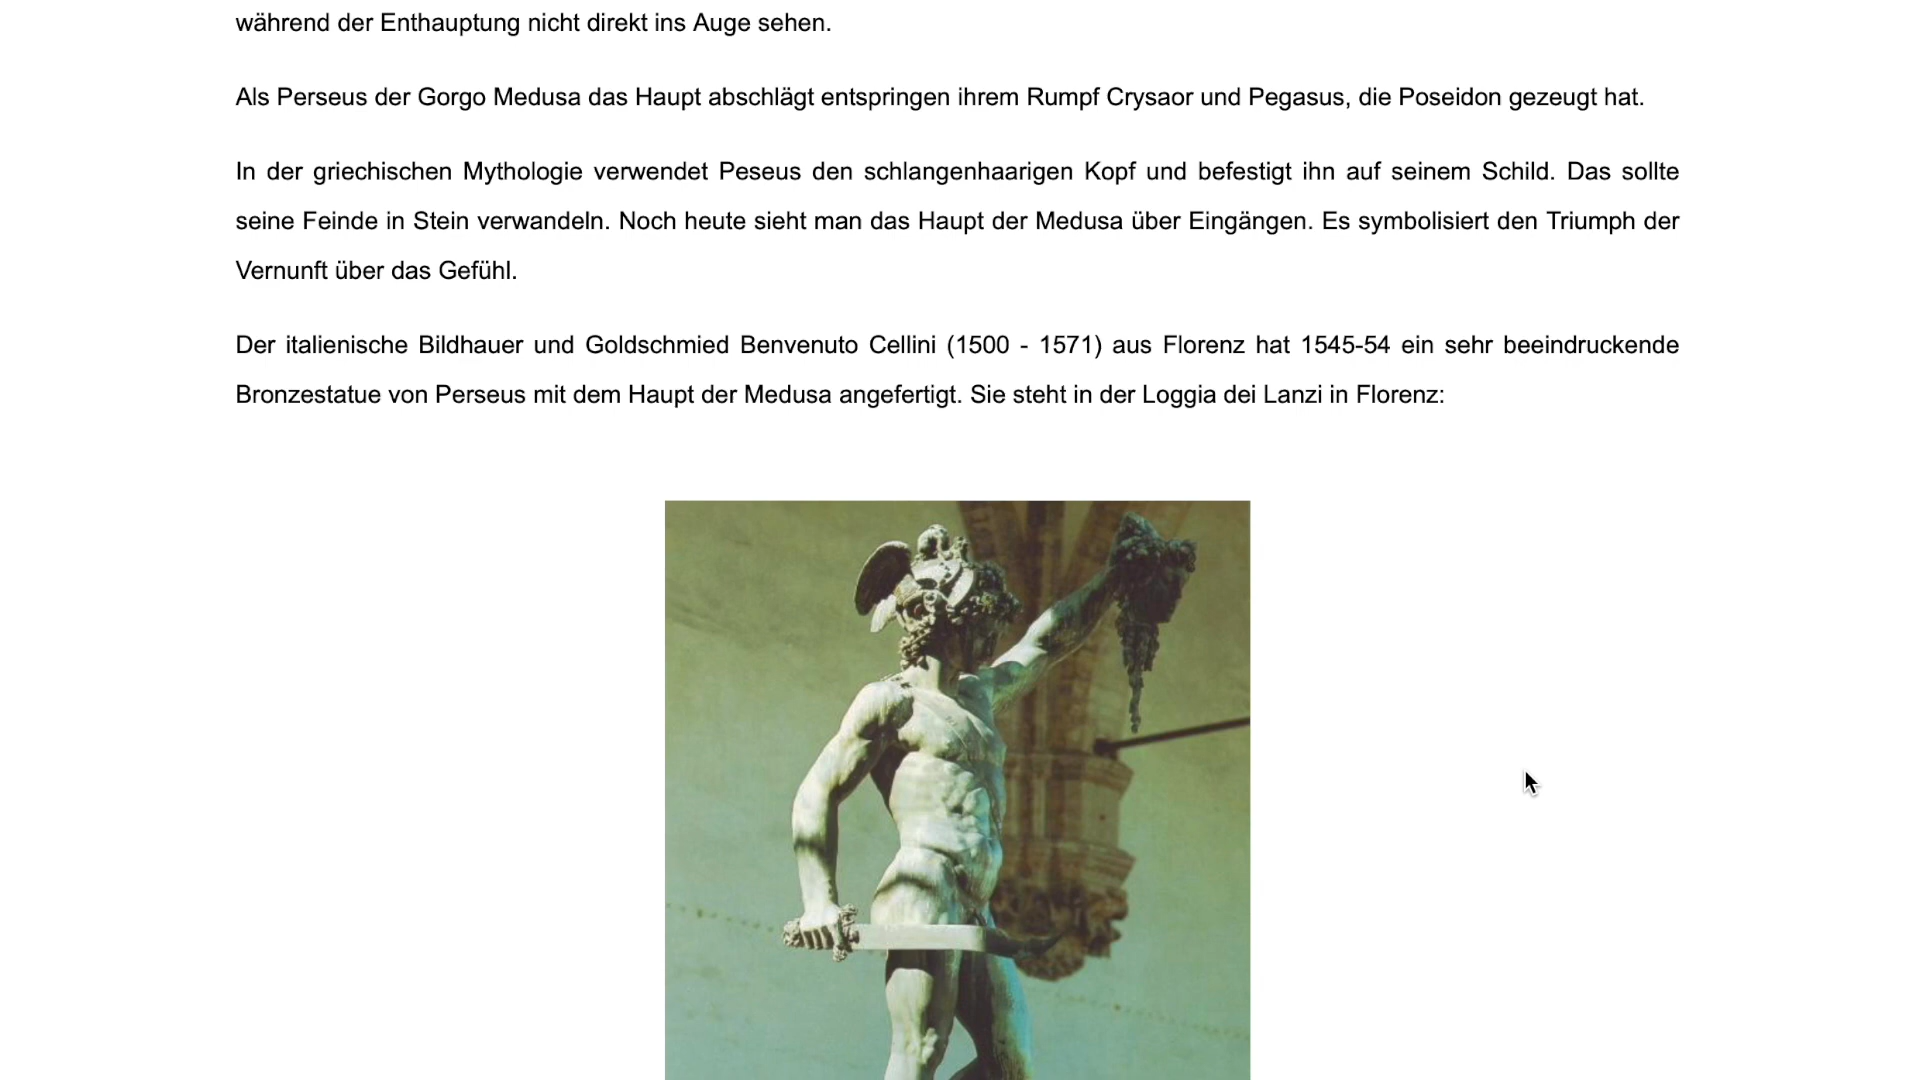 während der Enthauptung nicht direkt ins Auge sehen.
Als Perseus der Gorgo Medusa das Haupt abschlägt entspringen ihrem Rumpf Crysaor und Pegasus, die Poseidon gezeugt hat.
In der griechischen Mythologie verwendet Peseus den schlangenhaarigen Kopf und befestigt ihn auf seinem Schild. Das sollte
seine Feinde in Stein verwandeln. Noch heute sieht man das Haupt der Medusa über Eingängen. Es symbolisiert den Triumph der
Vernunft über das Gefühl.
Der italienische Bildhauer und Goldschmied Benvenuto Cellini (1500 - 1571) aus Florenz hat 1545-54 ein sehr beeindruckende
Bronzestatue von Perseus mit dem Haupt der Medusa angefertigt. Sie steht in der Loggia dei Lanzi in Florenz: